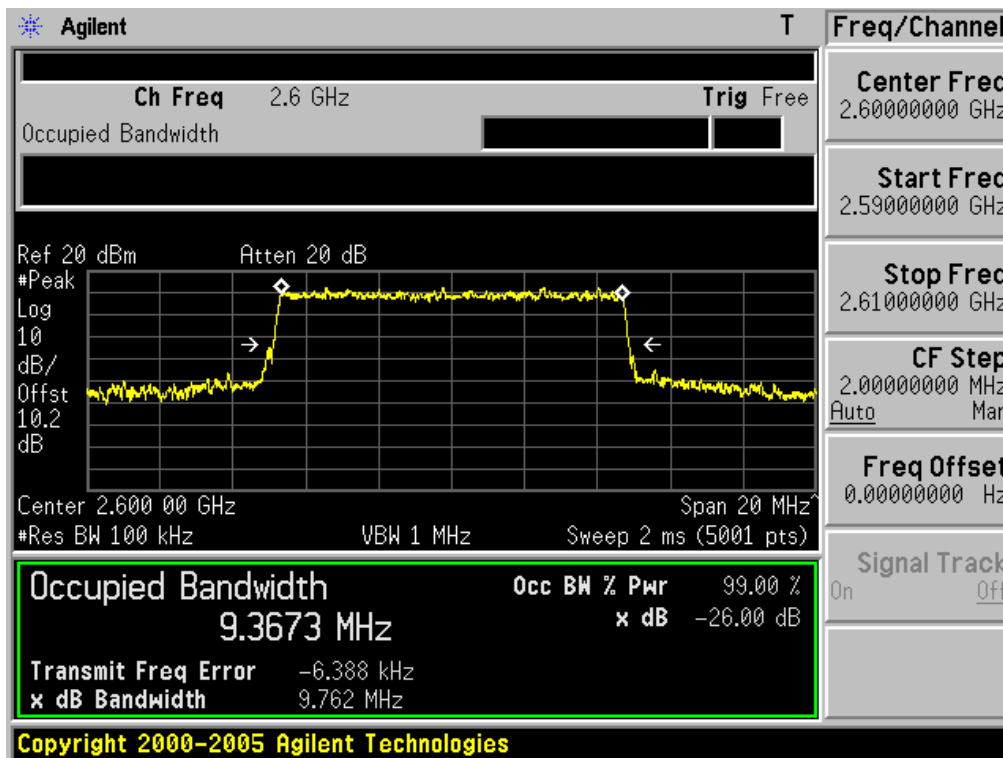 Agilent T Freq/Channel
Ch Freq 2.6 GHz Trig Free
Occupied Bandwidth
Center Freq
2.60000000 GHz
Start Freq
2.59000000 GHz
Stop Freq
2.61000000 GHz
CF Step
2.00000000 MHz
Auto Man
Freq Offset
0.00000000 Hz
Signal Track
On Off
Ref 20 dBm Atten 20 dB
#Peak
Log
10
dB/
Offst
10.2
dB
Center 2.600 00 GHz Span 20 MHz^
#Res BW 100 kHz VBW 1 MHz Sweep 2 ms (5001 pts)
Occupied Bandwidth Occ BW % Pwr 99.00 %
9.3673 MHz x dB -26.00 dB
Transmit Freq Error -6.388 kHz
x dB Bandwidth 9.762 MHz
Copyright 2000-2005 Agilent Technologies